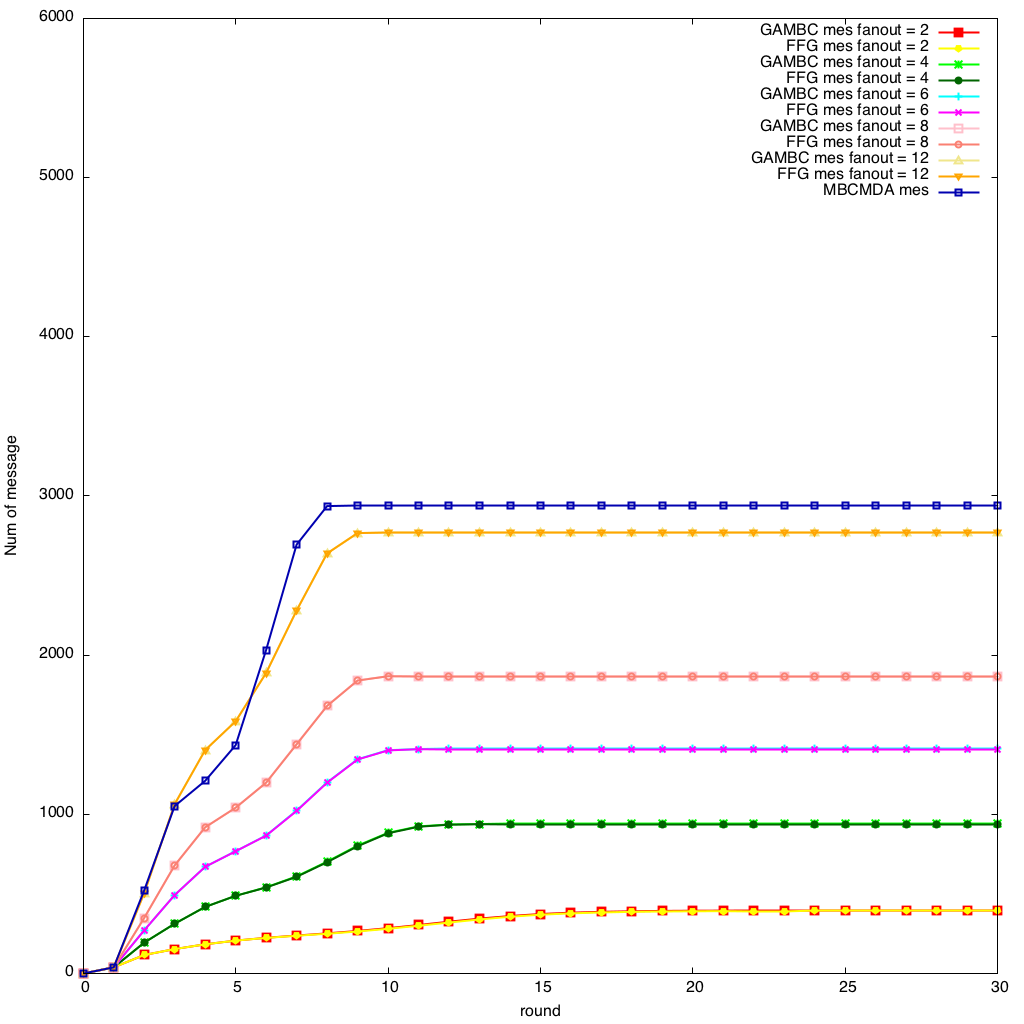 6000
5000
4000
3000
2000
1000
0
Num of message
GAMBC mes fanout = 2
FFG mes fanout = 2
GAMBC mes fanout = 4
FFG mes fanout = 4
GAMBC mes fanout = 6
FFG mes fanout = 6
GAMBC mes fanout = 8
FFG mes fanout = 8
GAMBC mes fanout = 12
FFG mes fanout = 12
MBCMDA mes
0 5 10 15 20 25 30
round